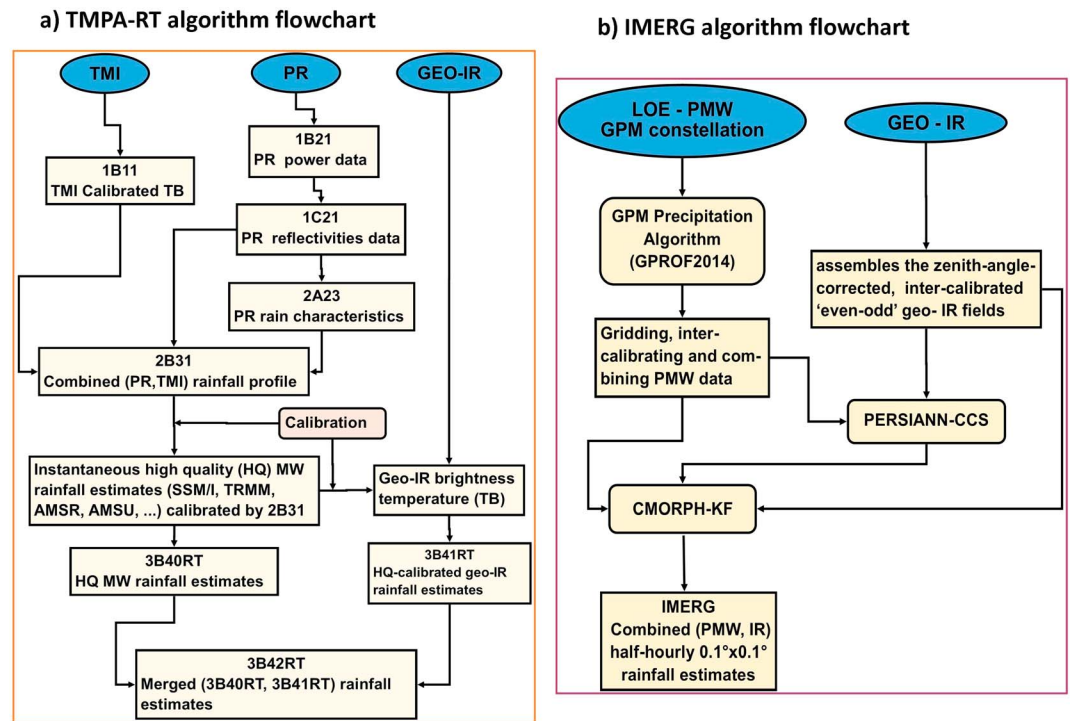 a) TMPA-RT algorithm flowchart
TMI
PR
GEO-IR
1B21
PR power data
1B11
TMI Calibrated TB
1C21
PR reflectivities data
2A23
PR rain characteristics
2B31
Combined (PR,TMI) rainfall profile
Calibration
Instantaneous high quality (HQ) MW
rainfall estimates (SSM/I, TRMM,
AMSR, AMSU, ...) calibrated by 2B31
Geo-IR brightness
temperature (TB)
3B40RT
HQ MW rainfall estimates
3B41RT
HQ-calibrated geo-IR
rainfall estimates
3B42RT
Merged (3B40RT, 3B41RT) rainfall
estimates
b) IMERG algorithm flowchart
LOE - PMW
GPM constellation
GEO - IR
GPM Precipitation
Algorithm
(GPROF2014)
assembles the zenith-angle-
corrected, inter-calibrated
‘even-odd’ geo- IR fields
Gridding, inter-
calibrating and com-
bining PMW data
PERSIANN-CCS
CMORPH-KF
IMERG
Combined (PMW, IR)
half-hourly 0.1°x0.1°
rainfall estimates